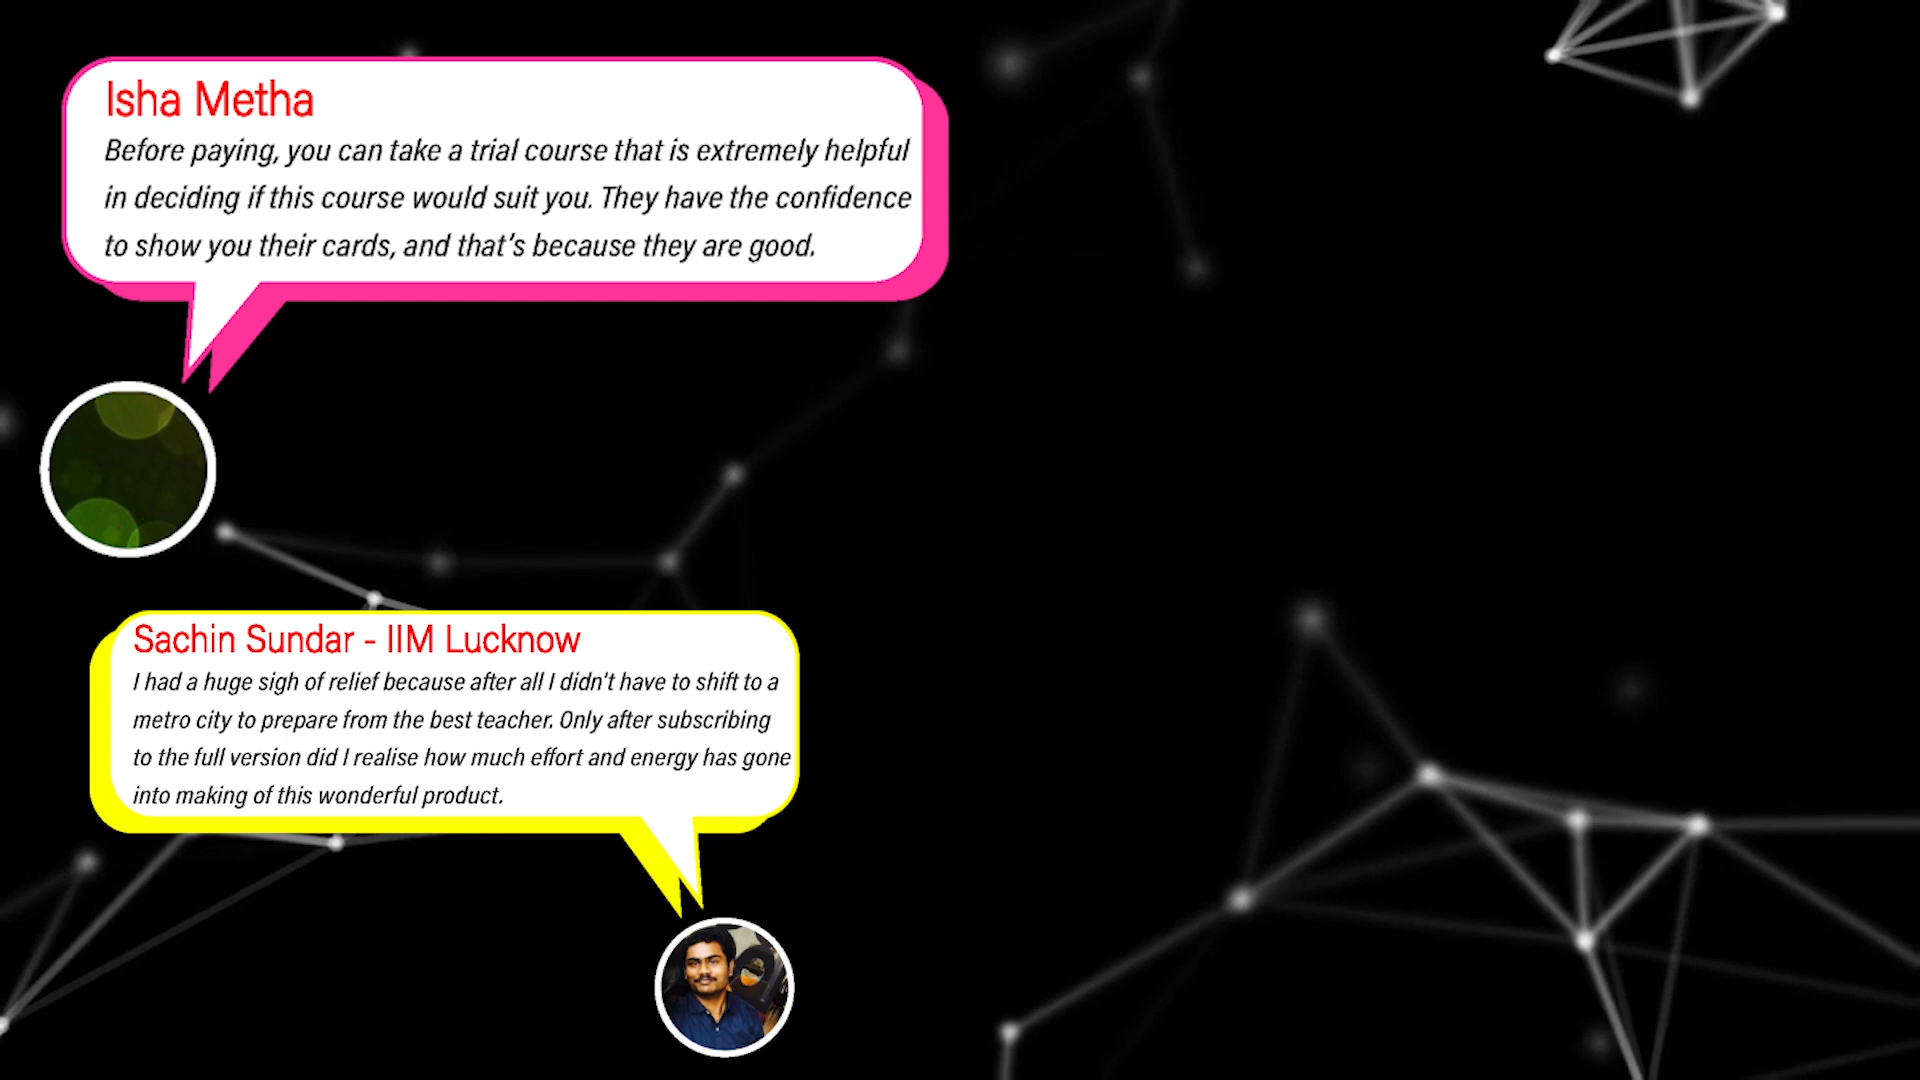 Isha Metha
Before paying, you can take a trial course that is extremely helpful
in deciding if this course would suit you. They have the confidence
to show you their cards, and that’s because they are good.
Sachin Sundar - IIM Lucknow
I had a huge sigh of relief because after all I didn't have to shift to a
metro city to prepare from the best teacher. Only after subscribing
to the full version did I realise how much effort and energy has gone
into making of this wonderful product.